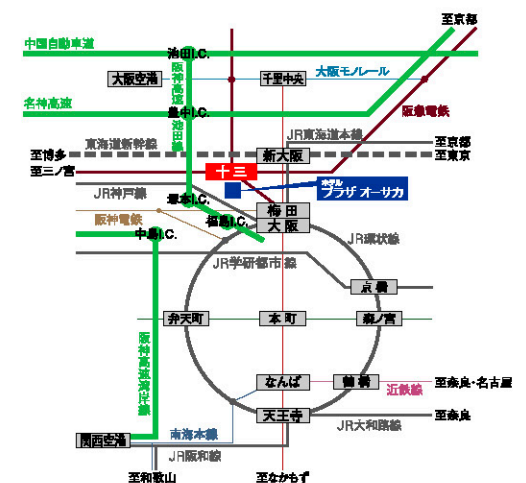 至京都
中国自動車道
池田I.C.
大阪モノレール
大阪空港
阪神高速
池田線
千里中央
名神高速
豊中I.C.
阪急電鉄
JR東海道本線
東海道新幹線
至京都
至博多
新大阪
至東京
至三ノ宮
十三
ホテル
プラザ オーサカ
JR神戸線
塚本I.C.
梅田
阪神電鉄
福島I.C.
大阪
中島I.C.
JR環状線
JR学研都市線
京橋
弁天町
本町
森ノ宮
阪神高速湾岸線
なんば
鶴橋
近鉄線
至奈良・名古屋
天王寺
至奈良
JR大和路線
南海本線
関西空港
JR阪和線
至和歌山
至なかもず